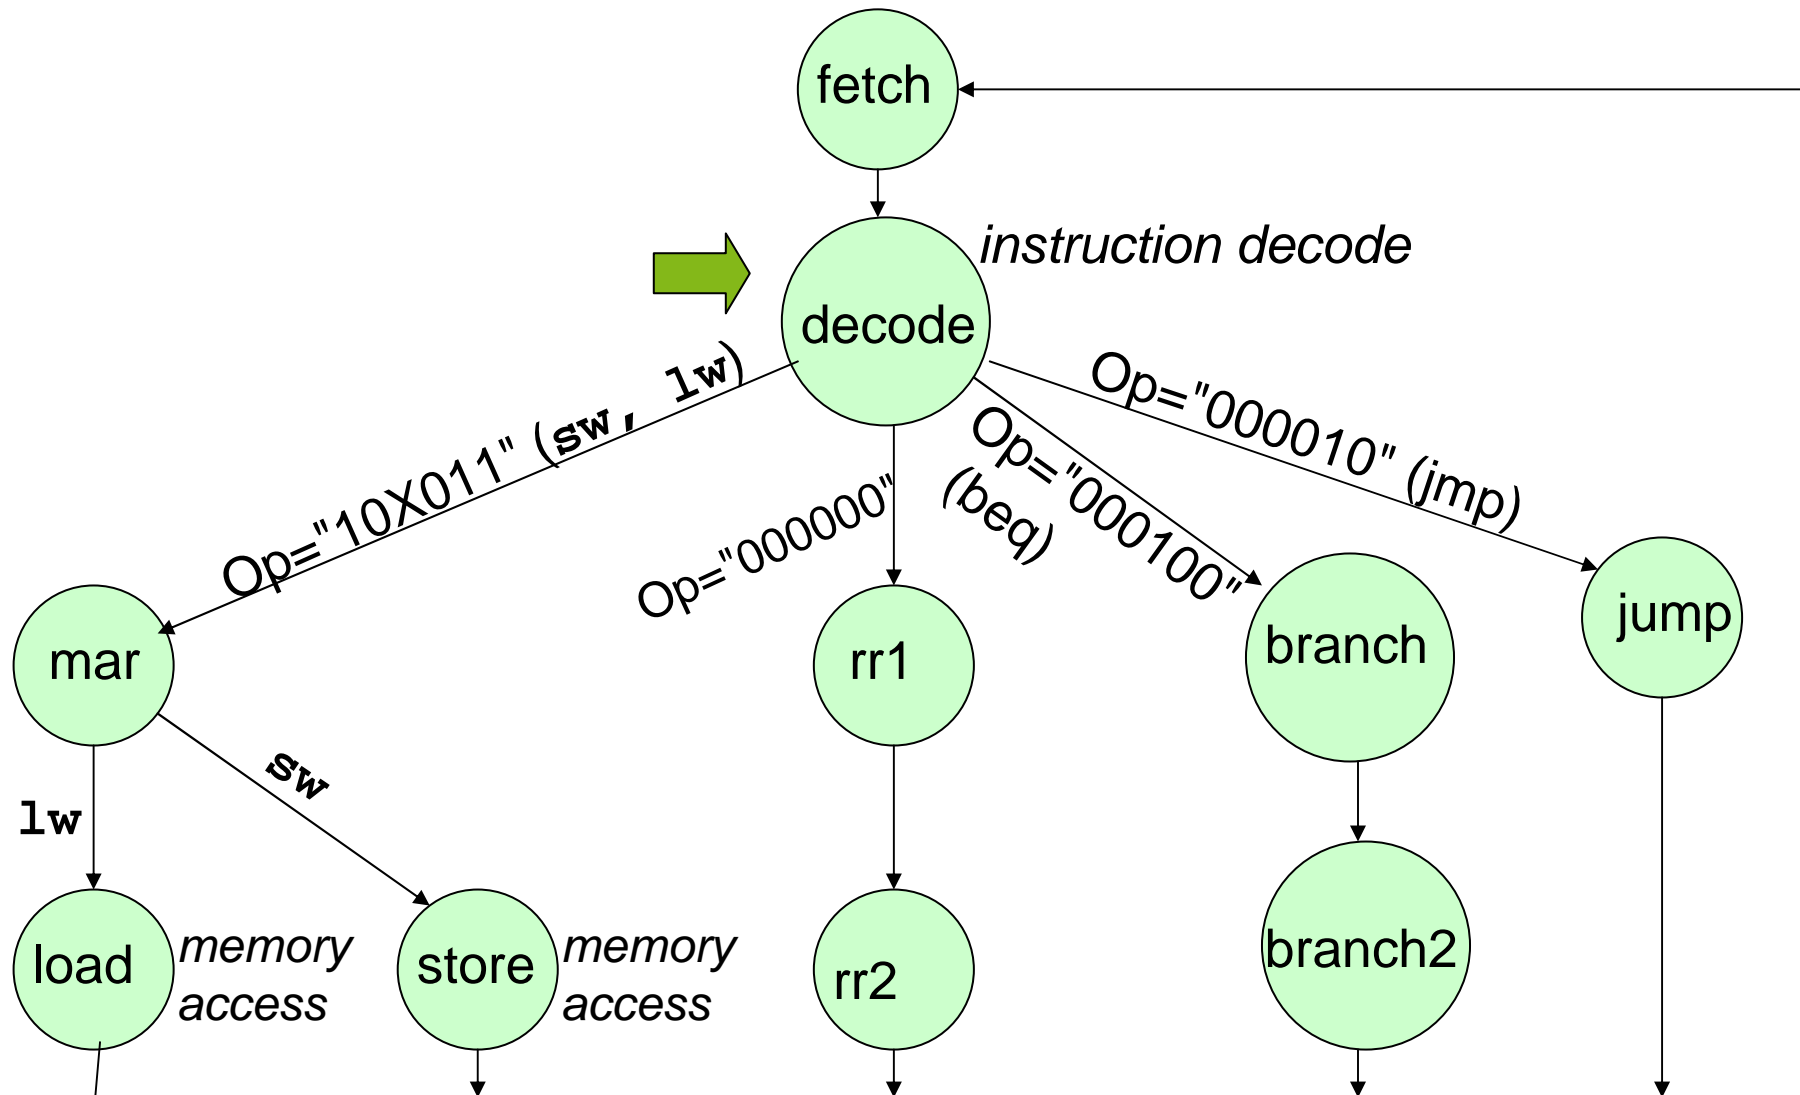 fetch
instruction decode
decode
Op="10X011" (sw, lw)
Op="000000"
Op="000100"
(beq)
Op="000010" (jmp)
mar
rr1
branch
jump
lw
sw
load
memory
access
store
memory
access
rr2
branch2